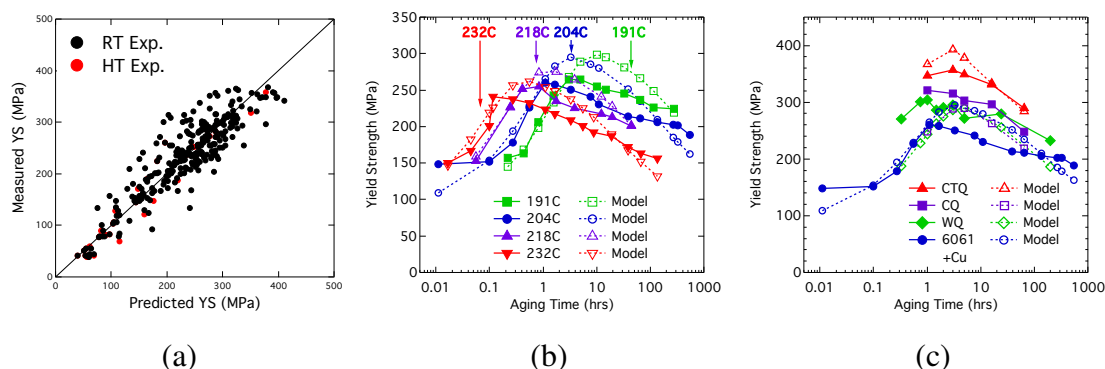 500
400
300
200
100
0
Measured YS (MPa)
RT Exp.
HT Exp.
0 100 200 300 400 500
Predicted YS (MPa)
(a)
350
300
250
200
150
100
50
0
Yield Strength (MPa)
232C 218C 204C 191C
191C Model
204C Model
218C Model
232C Model
0.01 0.1 1 10 100 1000
Aging Time (hrs)
(b)
400
300
200
100
0
Yield Strength (MPa)
CTQ Model
CQ Model
WQ Model
6061 Model
+Cu
0.01 0.1 1 10 100 1000
Aging Time (hrs)
(c)